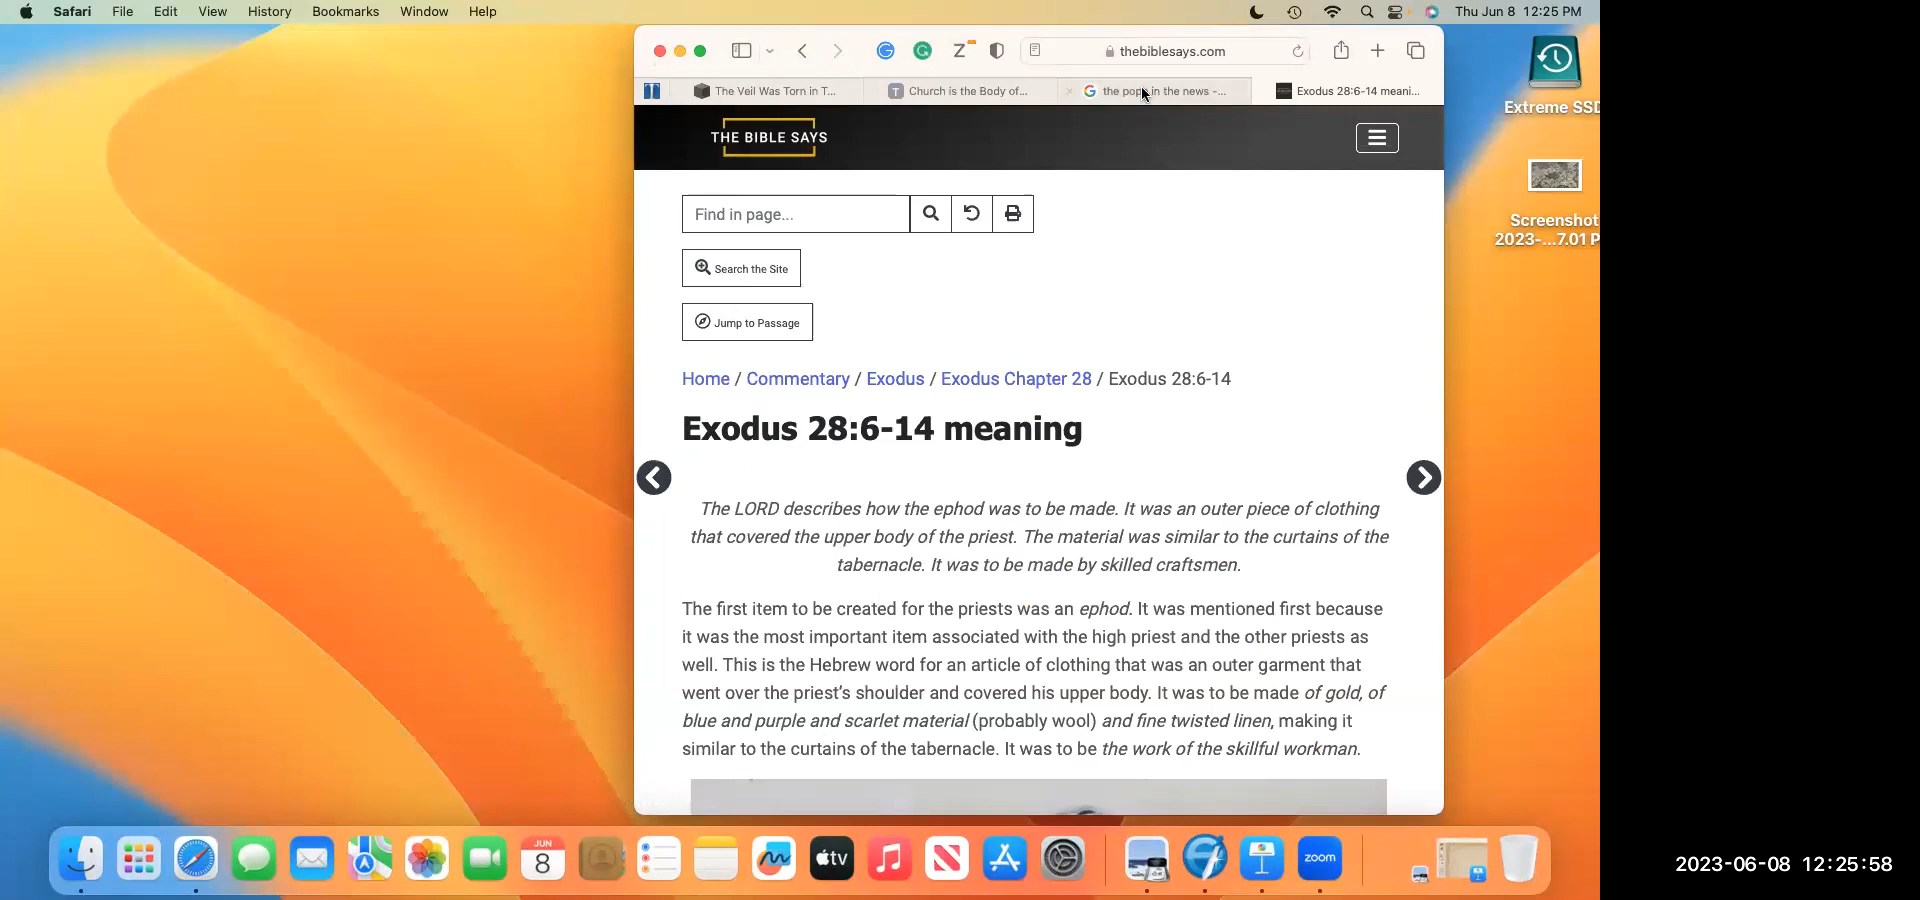 Safari File Edit View History Bookmarks Window Help Thu Jun 8 12:25 PM
thebiblesays.com
The Veil Was Torn in T... Church is the Body of... the pop in the news -... Exodus 28:6-14 meani...
THE BIBLE SAYS
Find in page...
Search the Site
Jump to Passage
Home / Commentary / Exodus / Exodus Chapter 28 / Exodus 28:6-14
Exodus 28:6-14 meaning
The LORD describes how the ephod was to be made. It was an outer piece of clothing
that covered the upper body of the priest. The material was similar to the curtains of the
tabernacle. It was to be made by skilled craftsmen.
The first item to be created for the priests was an ephod. It was mentioned first because
it was the most important item associated with the high priest and the other priests as
well. This is the Hebrew word for an article of clothing that was an outer garment that
went over the priest's shoulder and covered his upper body. It was to be made of gold, of
blue and purple and scarlet material (probably wool) and fine twisted linen, making it
similar to the curtains of the tabernacle. It was to be the work of the skillful workman.
Extreme SSD
Screenshot
2023-...7.01 P
JUN
8
tv
zoom
2023-06-08 12:25:58